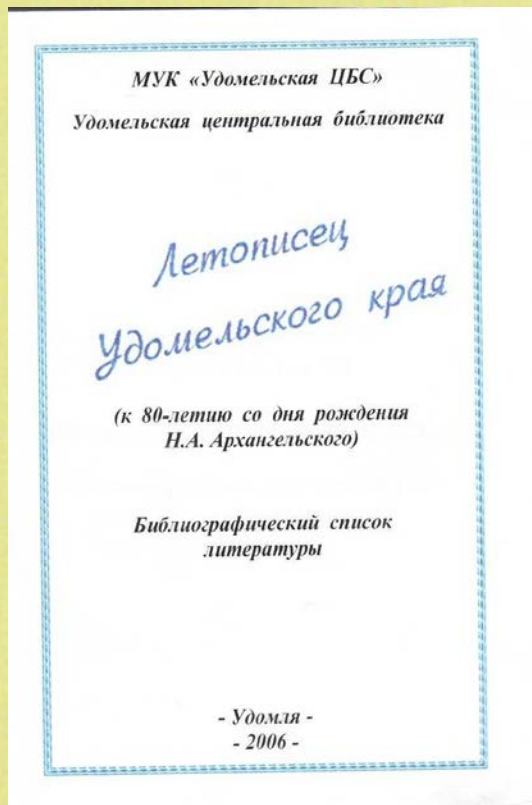 МУК «Удомельская ЦБС»
Удомельская центральная библиотека
Летописец
Удомельского края
(к 80-летию со дня рождения
Н.А. Архангельского)
Библиографический список
литературы
- Удомля -
- 2006 -